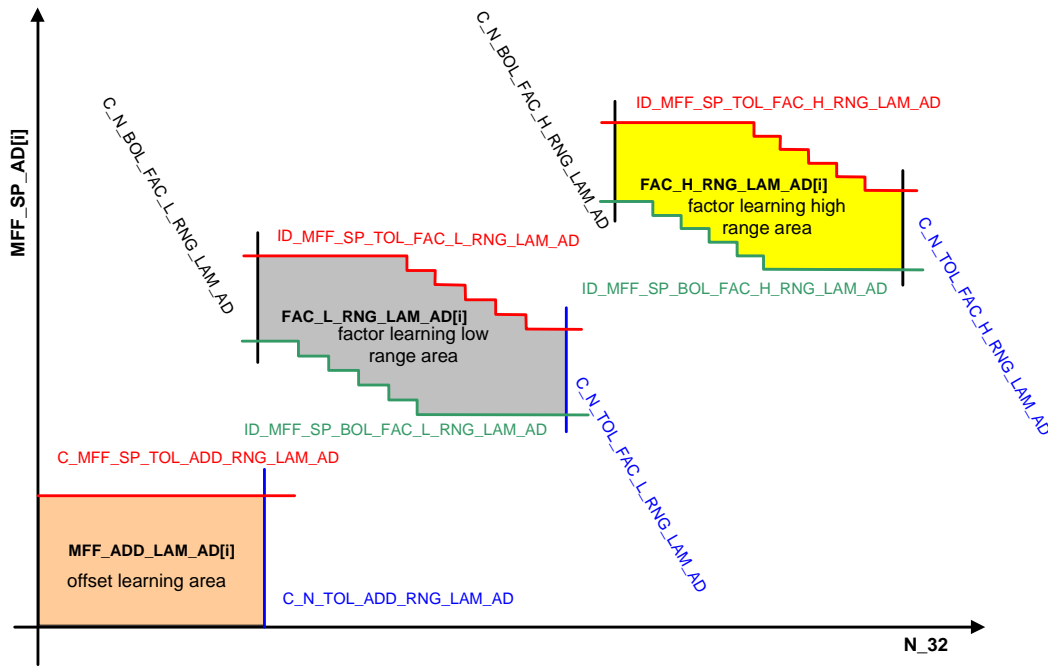 MFF_SP_AD[i]
C_N_BOL_FAC_L_RNG_LAM_AD
C_N_BOL_FAC_H_RNG_LAM_AD
ID_MFF_SP_TOL_FAC_H_RNG_LAM_AD
FAC_H_RNG_LAM_AD[i]
factor learning high
range area
ID_MFF_SP_BOL_FAC_H_RNG_LAM_AD
C_N_TOL_FAC_H_RNG_LAM_AD
ID_MFF_SP_TOL_FAC_L_RNG_LAM_AD
FAC_L_RNG_LAM_AD[i]
factor learning low
range area
ID_MFF_SP_BOL_FAC_L_RNG_LAM_AD
C_N_TOL_FAC_L_RNG_LAM_AD
C_MFF_SP_TOL_ADD_RNG_LAM_AD
MFF_ADD_LAM_AD[i]
offset learning area
C_N_TOL_ADD_RNG_LAM_AD
N_32